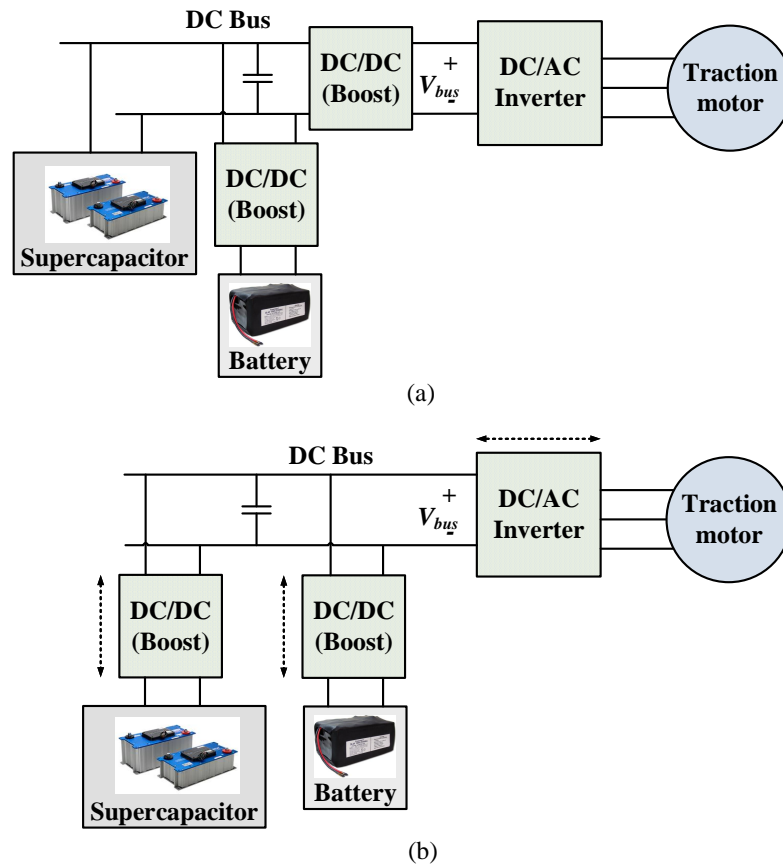 DC Bus
DC/DC
(Boost)
+
V_bus
-
DC/AC
Inverter
Traction
motor
DC/DC
(Boost)
Supercapacitor
Battery
(a)
DC Bus
+
V_bus
-
DC/AC
Inverter
Traction
motor
DC/DC
(Boost)
DC/DC
(Boost)
Supercapacitor
Battery
(b)